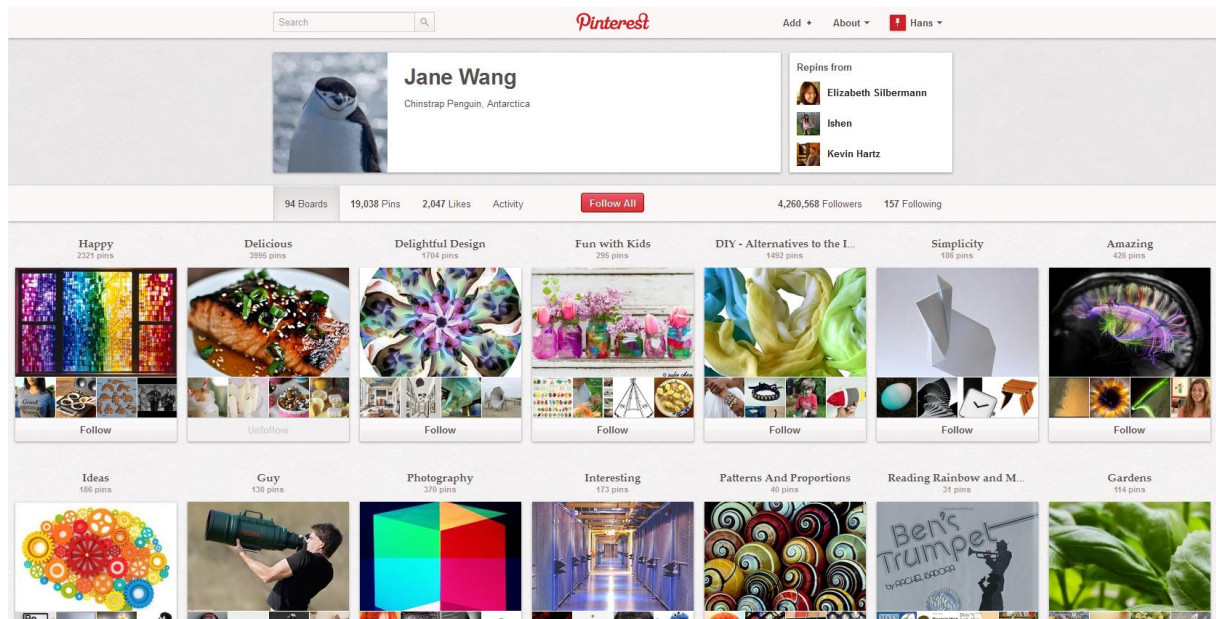 Search
Pinterest
Add +
About
Hans
Jane Wang
Chinstrap Penguin, Antarctica
Repins from
Elizabeth Silbermann
Ishen
Kevin Hartz
94 Boards
19,038 Pins
2,047 Likes
Activity
Follow All
4,260,568 Followers
157 Following
Happy
2321 pins
Delicious
3995 pins
Delightful Design
1704 pins
Fun with Kids
295 pins
DIY - Alternatives to the I...
1492 pins
Simplicity
186 pins
Amazing
426 pins
Follow
Unfollow
Follow
Follow
Follow
Follow
Follow
Ideas
186 pins
Guy
130 pins
Photography
370 pins
Interesting
173 pins
Patterns And Proportions
40 pins
Reading Rainbow and M...
31 pins
Gardens
114 pins
Ben's
Trumpet
by RACHEL ISADORA